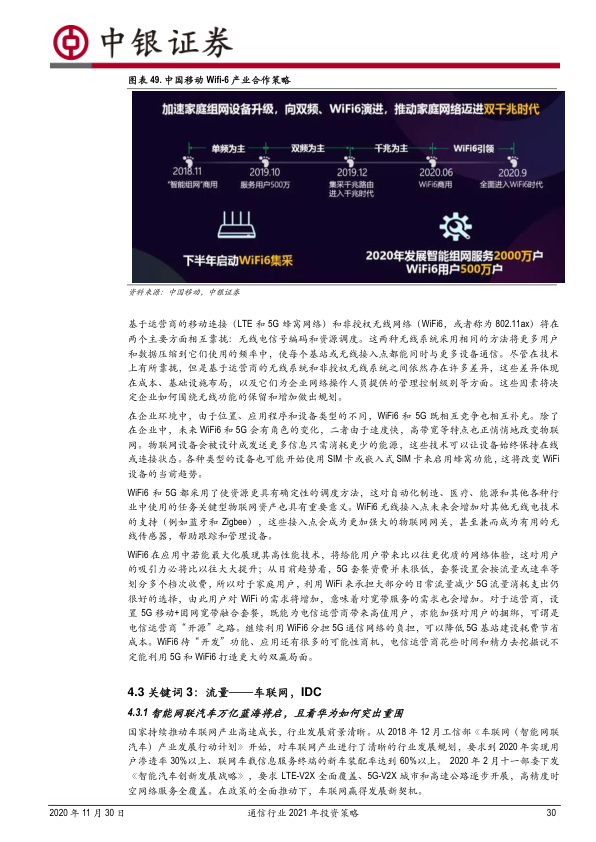 中银证券
图表 49. 中国移动 Wifi-6 产业合作策略
加速家庭组网设备升级，向双频、WiFi6演进，推动家庭网络迈进双千兆时代
单频为主 双频为主 千兆为主 WiFi6引领
2018.11 2019.10 2019.12 2020.06 2020.9
“智能组网”商用 服务用户500万 集采千兆路由 WiFi6商用 全面进入WiFi6时代
进入千兆时代
下半年启动WiFi6集采
2020年发展智能组网服务2000万户
WiFi6用户500万户
资料来源：中国移动，中银证券
基于运营商的移动连接（LTE 和 5G 蜂窝网络）和非授权无线网络（WiFi6，或者称为 802.11ax）将在
两个主要方面相互靠拢：无线电信号编码和资源调度。这两种无线系统采用相同的方法将更多用户
和数据压缩到它们使用的频率中，使每个基站或无线接入点都能同时与更多设备通信。尽管在技术
上有所靠拢，但是基于运营商的无线系统和非授权无线系统之间依然存在许多差异，这些差异体现
在成本、基础设施布局，以及它们为企业网络操作人员提供的管理控制级别等方面。这些因素将决
定企业如何围绕无线功能的保留和增加做出规划。
在企业环境中，由于位置、应用程序和设备类型的不同，WiFi6 和 5G 既相互竞争也相互补充。除了
在企业中，未来 WiFi6 和 5G 会有角色的变化，二者由于速度快，高带宽等特点也正悄悄地改变物联
网。物联网设备会被设计成发送更多信息只需消耗更少的能源，这些技术可以让设备始终保持在线
或连接状态。各种类型的设备也可能开始使用 SIM 卡或嵌入式 SIM 卡来启用蜂窝功能，这将改变 WiFi
设备的当前趋势。
WiFi6 和 5G 都采用了使资源更具有确定性的调度方法，这对自动化制造、医疗、能源和其他各种行
业中使用的任务关键型物联网资产也具有重要意义。WiFi6 无线接入点未来会增加对其他无线电技术
的支持（例如蓝牙和 Zigbee），这些接入点会成为更加强大的物联网网关，甚至兼而成为有用的无
线传感器，帮助跟踪和管理设备。
WiFi6 在应用中若能最大化展现其高性能技术，将给能用户带来比以往更优质的网络体验，这对用户
的吸引力必将比以往大大提升；从目前趋势看，5G 套餐资费并未很低，套餐设置会按流量或速率等
划分多个档次收费，所以对于家庭用户，利用 WiFi 来承担大部分的日常流量减少 5G 流量消耗支出仍
很好的选择，由此用户对 WiFi 的需求将增加，意味着对宽带服务的需求也会增加。对于运营商，设
置 5G 移动+固网宽带融合套餐，既能为电信运营商带来高值用户，亦能加强对用户的捆绑，可谓是
电信运营商“开源”之路。继续利用 WiFi6 分担 5G 通信网络的负担，可以降低 5G 基站建设耗费节省
成本。WiFi6 待“开发”功能、应用还有很多的可能性商机，电信运营商花些时间和精力去挖掘说不
定能利用 5G 和 WiFi6 打造更大的双赢局面。
4.3 关键词 3：流量——车联网，IDC
4.3.1 智能网联汽车万亿蓝海将启，且看华为如何突出重围
国家持续推动车联网产业高速成长，行业发展前景清晰。从 2018 年 12 月工信部《车联网（智能网联
汽车）产业发展行动计划》开始，对车联网产业进行了清晰的行业发展规划，要求到 2020 年实现用
户渗透率 30%以上、联网车载信息服务终端的新车装配率达到 60%以上。 2020 年 2 月十一部委下发
《智能汽车创新发展战略》，要求 LTE-V2X 全面覆盖、5G-V2X 城市和高速公路逐步开展，高精度时
空网络服务全覆盖。在政策的全面推动下，车联网赢得发展新契机。
2020 年 11 月 30 日 通信行业 2021 年投资策略 30